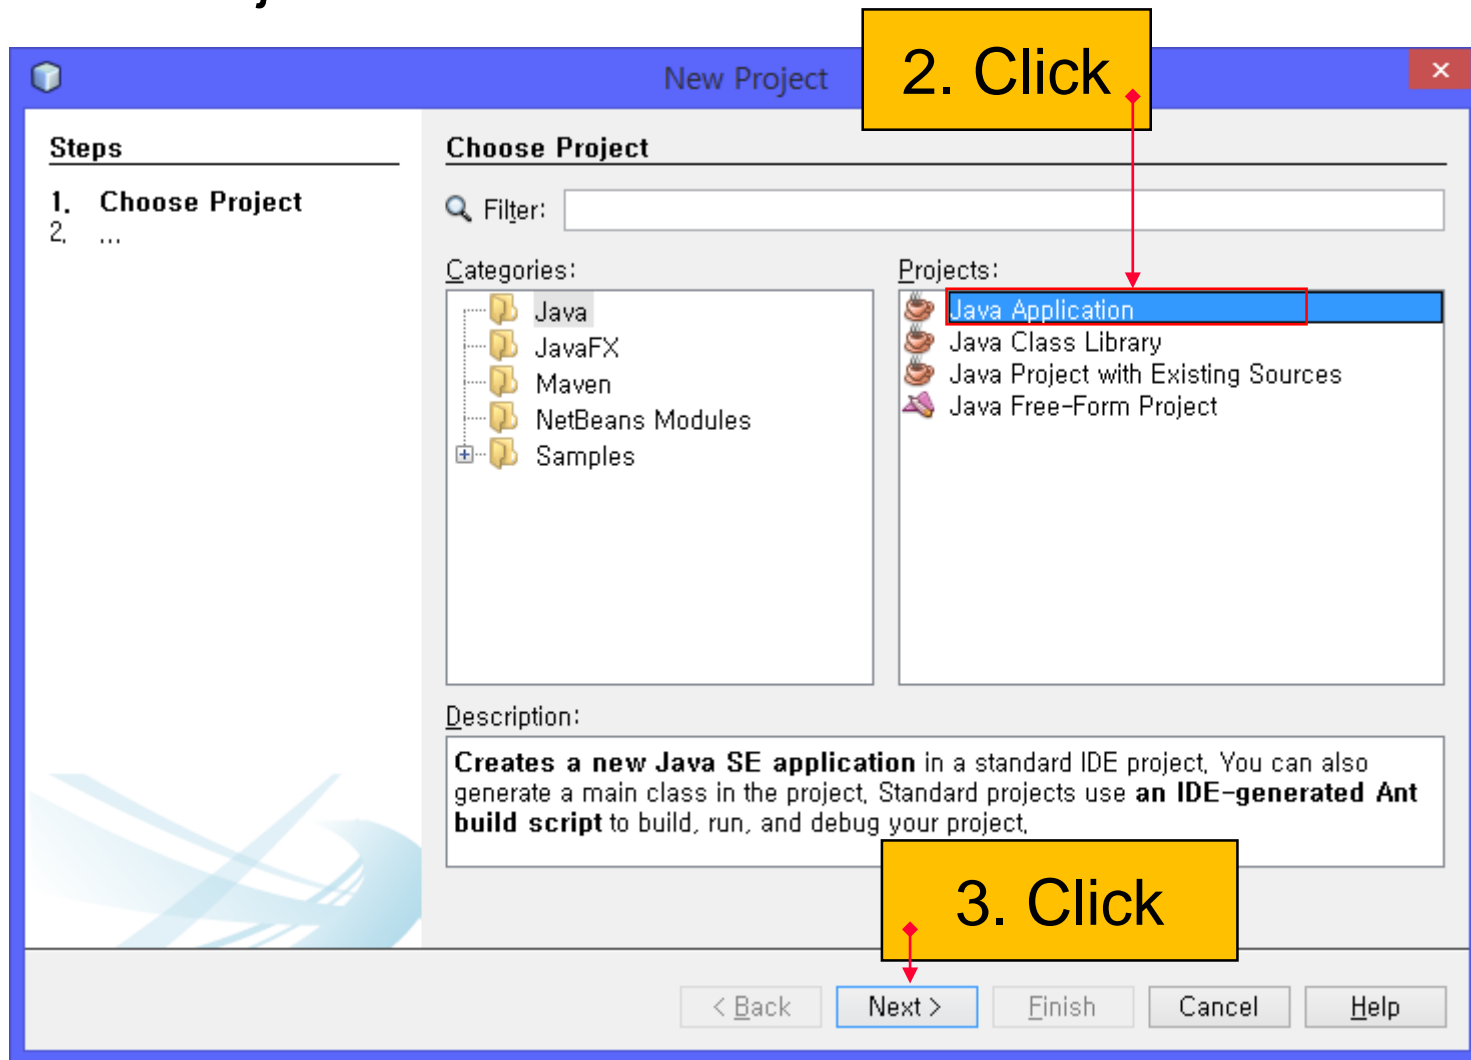 2. Click
New Project
Steps
1. Choose Project
2. ...
Choose Project
Filter:
Categories:
Java
JavaFX
Maven
NetBeans Modules
Samples
Projects:
Java Application
Java Class Library
Java Project with Existing Sources
Java Free-Form Project
Description:
Creates a new Java SE application in a standard IDE project. You can also
generate a main class in the project. Standard projects use an IDE-generated Ant
build script to build, run, and debug your project.
3. Click
< Back
Next >
Finish
Cancel
Help